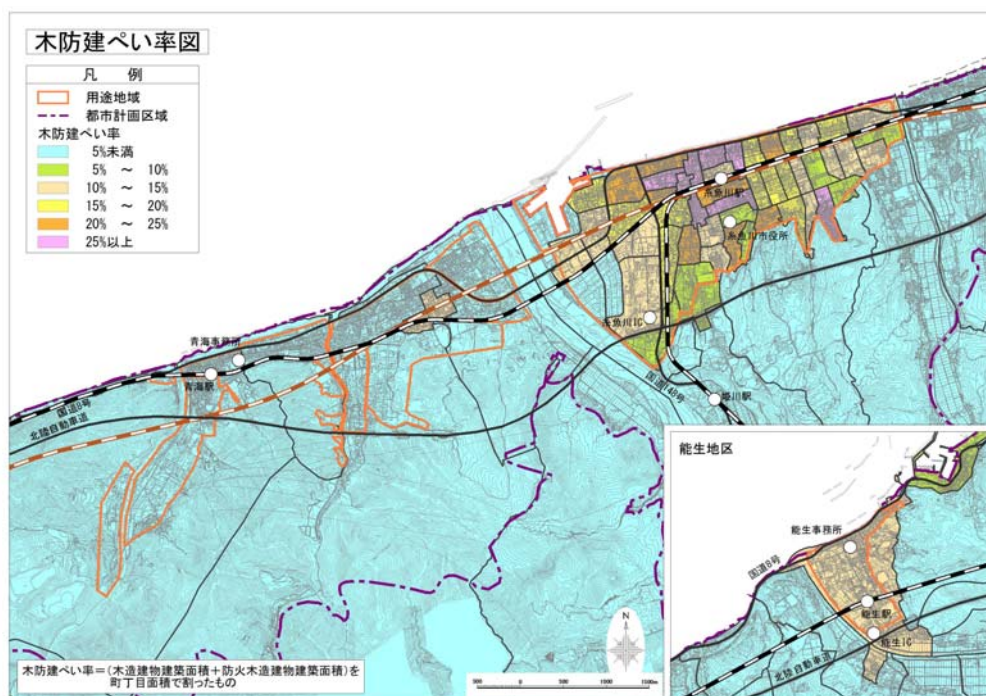 木防建ぺい率図
凡 例
用途地域
都市計画区域
木防建ぺい率
5%未満
5% ～ 10%
10% ～ 15%
15% ～ 20%
20% ～ 25%
25%以上
糸魚川駅
糸魚川市役所
糸魚川IC
青海事務所
青海駅
国道8号
北陸自動車道
国道148号
姫川駅
能生地区
能生事務所
国道8号
能生駅
能生IC
北陸自動車道
木防建ぺい率＝(木造建物建築面積＋防火木造建物建築面積)を
町丁目面積で割ったもの
N
500 0 500 1000 1500m